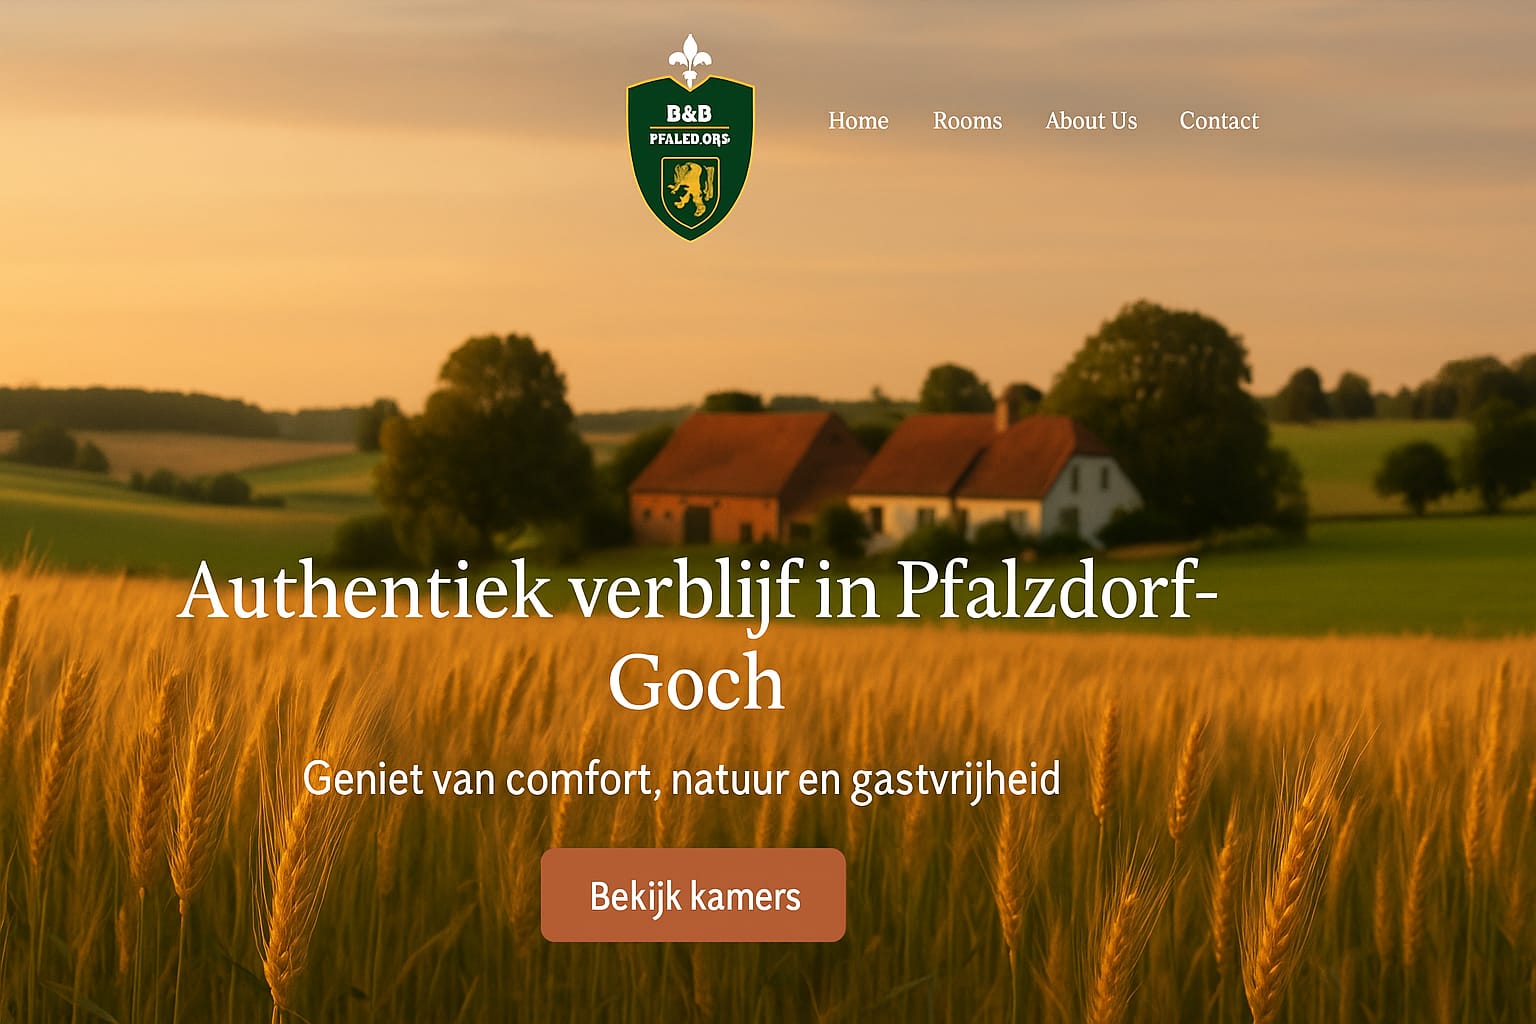 B&B
PFALED.ORS
Home
Rooms
About Us
Contact
Authentiek verblijf in Pfalzdorf-
Goch
Geniet van comfort, natuur en gastvrijheid
Bekijk kamers